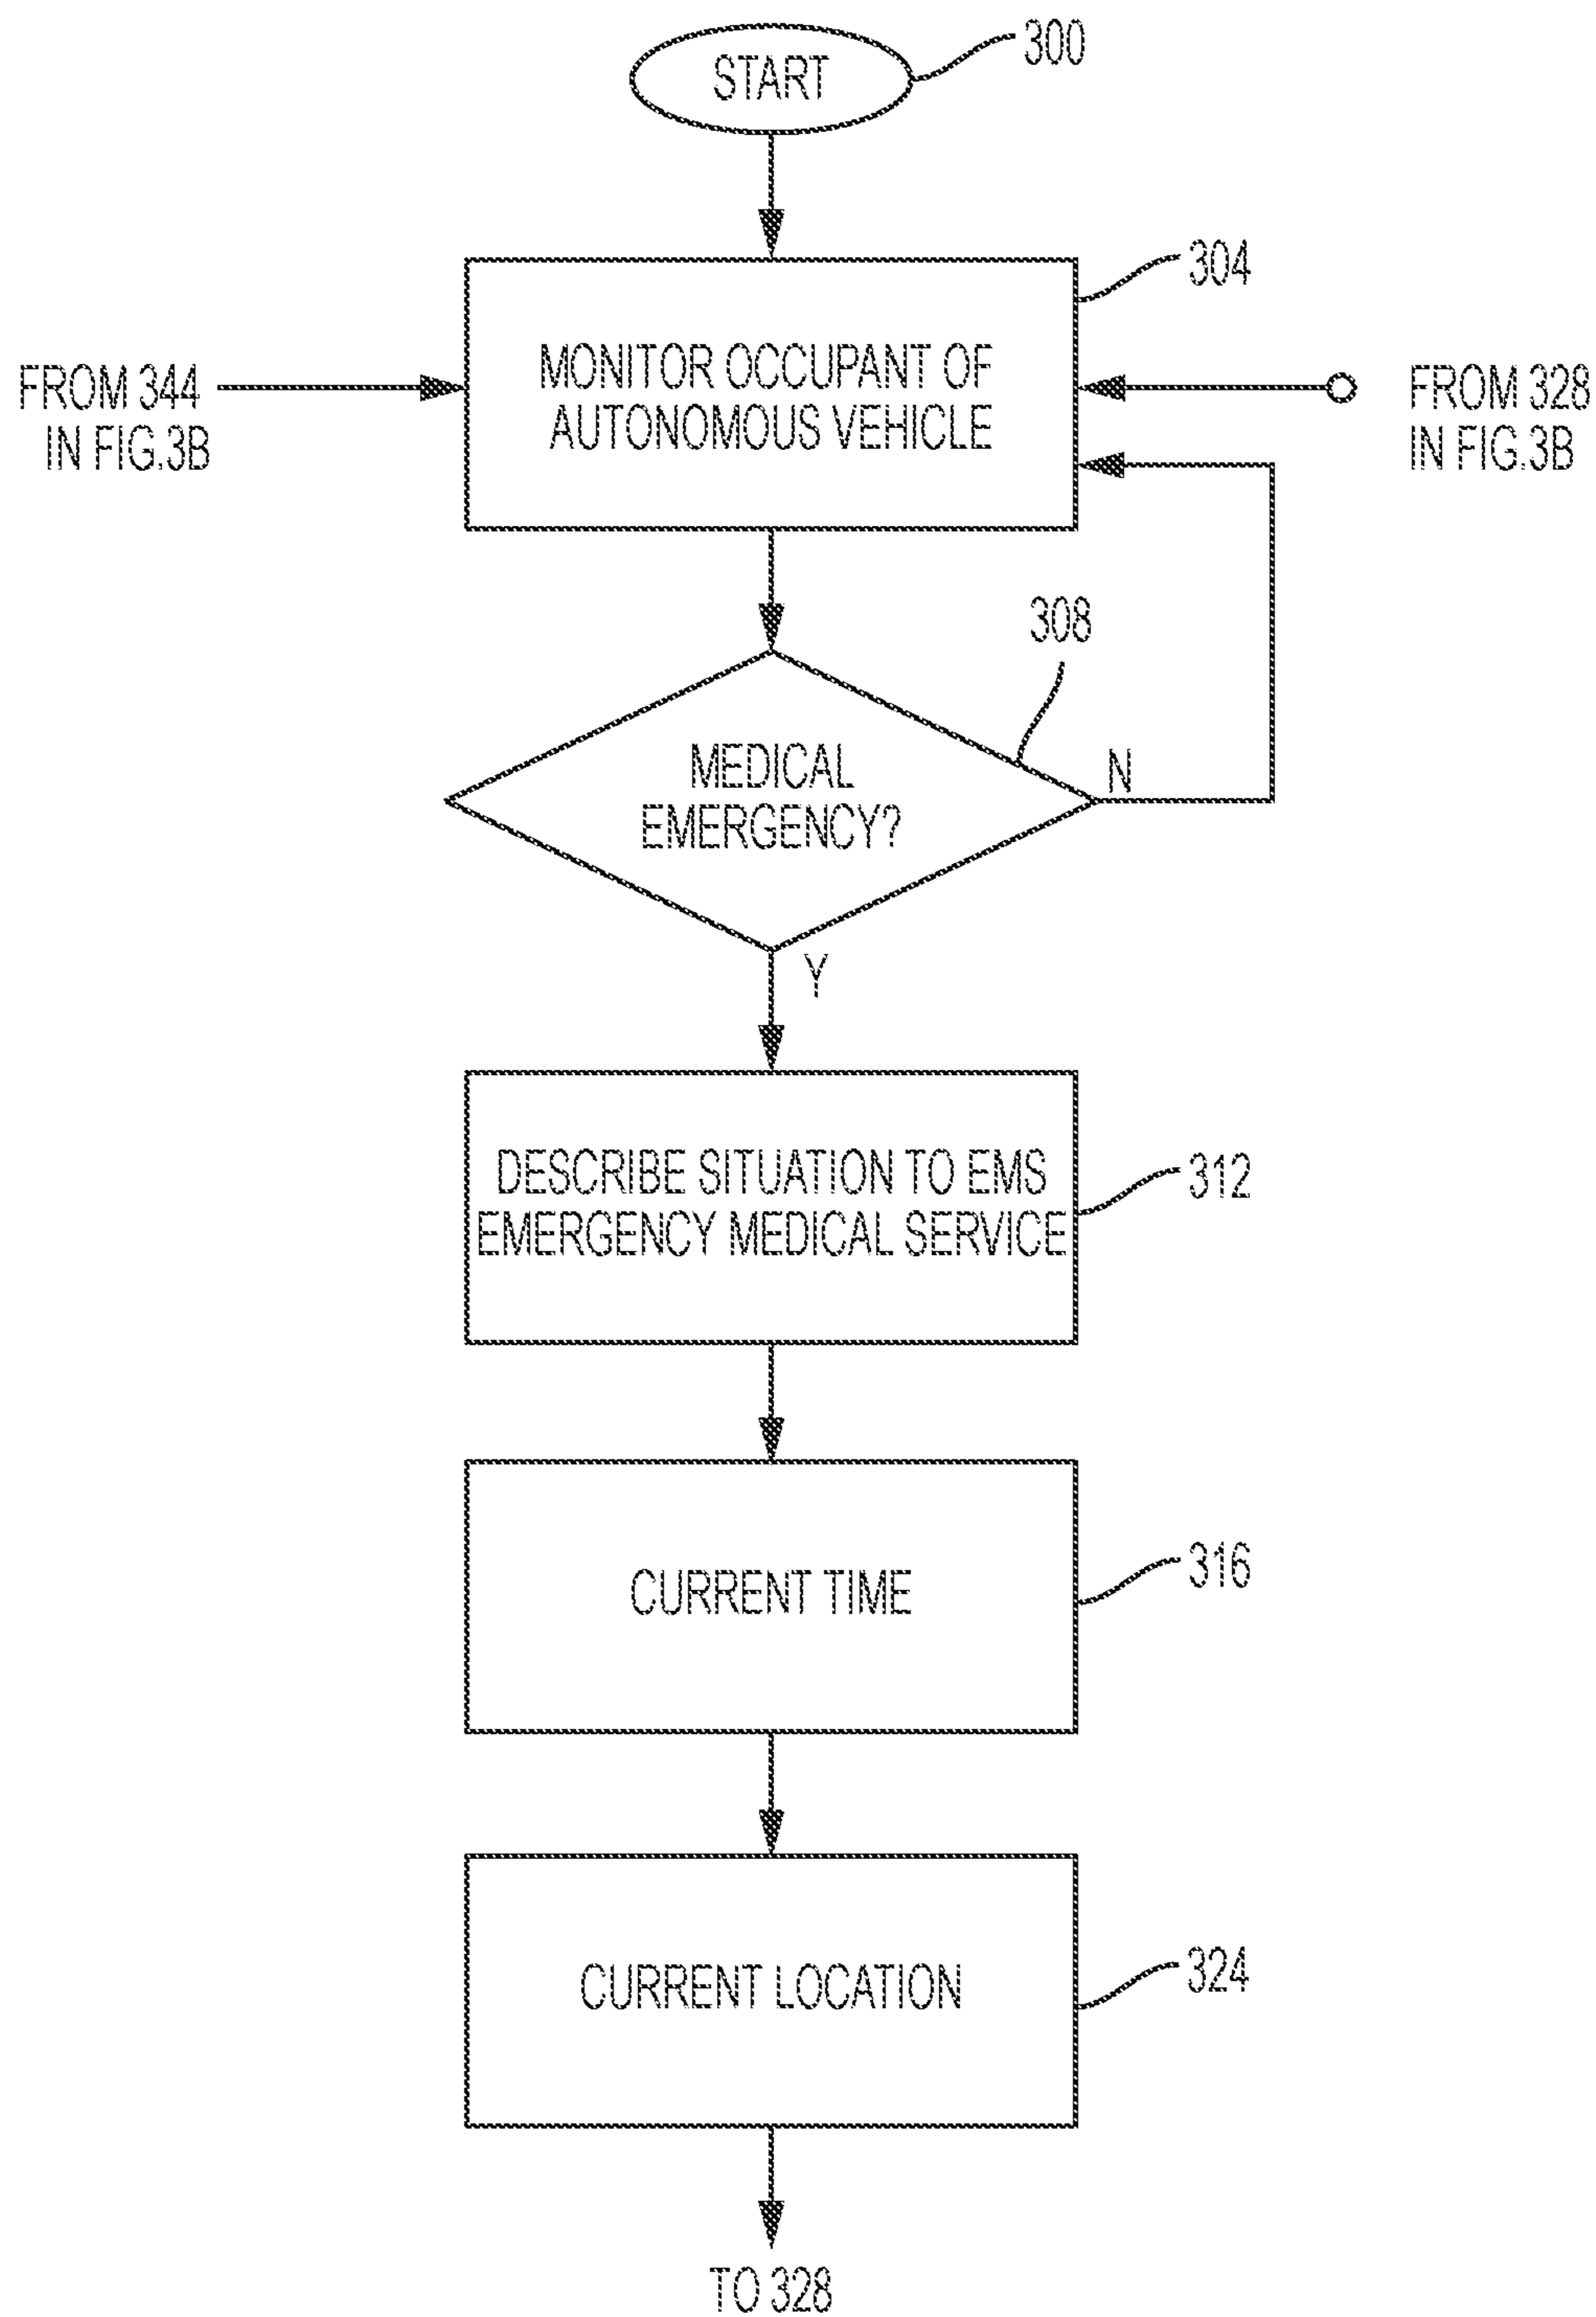 START
300
304
MONITOR OCCUPANT OF
AUTONOMOUS VEHICLE
FROM 344
IN FIG.3B
FROM 328
IN FIG.3B
308
MEDICAL
EMERGENCY?
N
Y
DESCRIBE SITUATION TO EMS
EMERGENCY MEDICAL SERVICE
312
CURRENT TIME
316
CURRENT LOCATION
324
TO 328